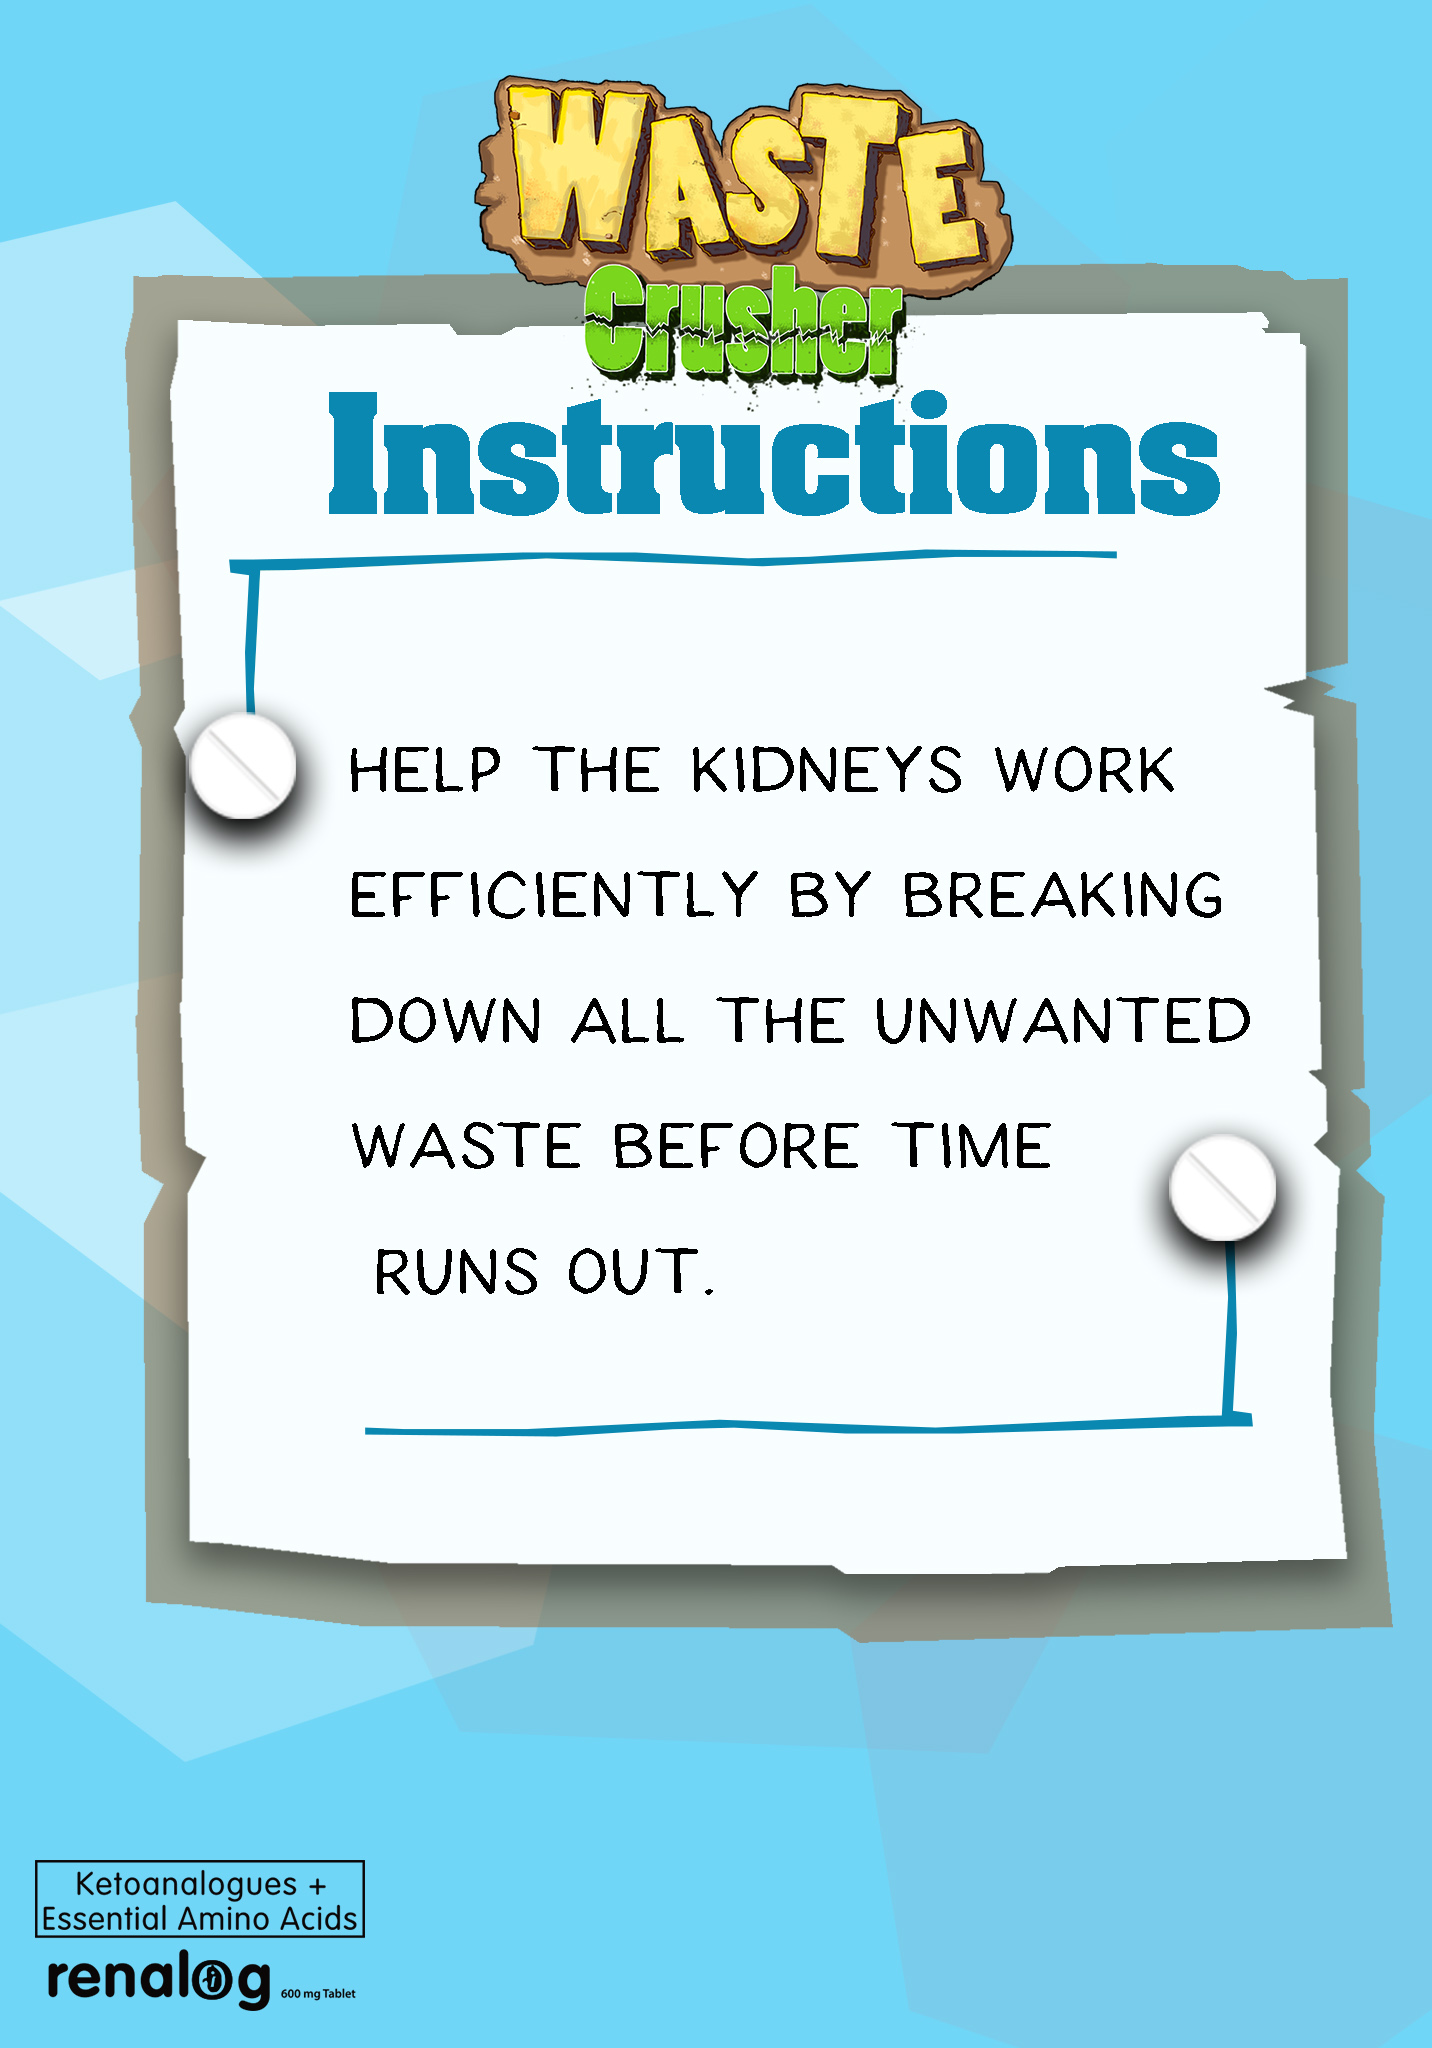 WASTE
Crusher
Instructions
HELP THE KIDNEYS WORK
EFFICIENTLY BY BREAKING
DOWN ALL THE UNWANTED
WASTE BEFORE TIME
RUNS OUT.
Ketoanalogues +
Essential Amino Acids
renalog 600 mg Tablet